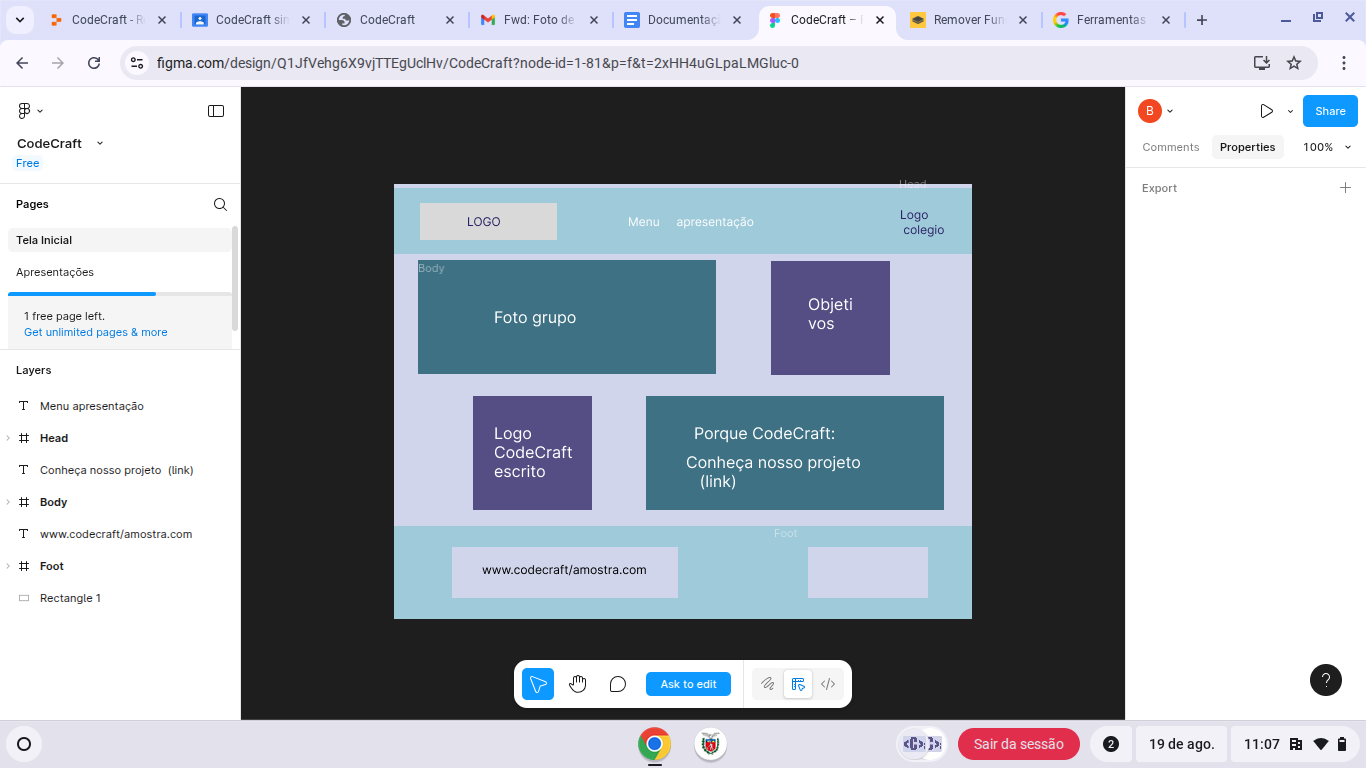 CodeCraft - R
CodeCraft sin
CodeCraft
Fwd: Foto de
Documentaç
CodeCraft –
Remover Fun
Ferramentas
figma.com/design/Q1JfVehg6X9vjTTEgUclHv/CodeCraft?node-id=1-81&p=f&t=2xHH4uGLpaLMGluc-0
CodeCraft
Free
Pages
Tela Inicial
Apresentações
1 free page left.
Get unlimited pages & more
Layers
Menu apresentação
Head
Conheça nosso projeto (link)
Body
www.codecraft/amostra.com
Foot
Rectangle 1
Head
LOGO
Menu apresentação
Logo
colegio
Body
Foto grupo
Objeti
vos
Logo
CodeCraft
escrito
Porque CodeCraft:
Conheça nosso projeto
(link)
Foot
www.codecraft/amostra.com
Ask to edit
B
Share
Comments
Properties
100%
Export
?
Sair da sessão
2
19 de ago.
11:07